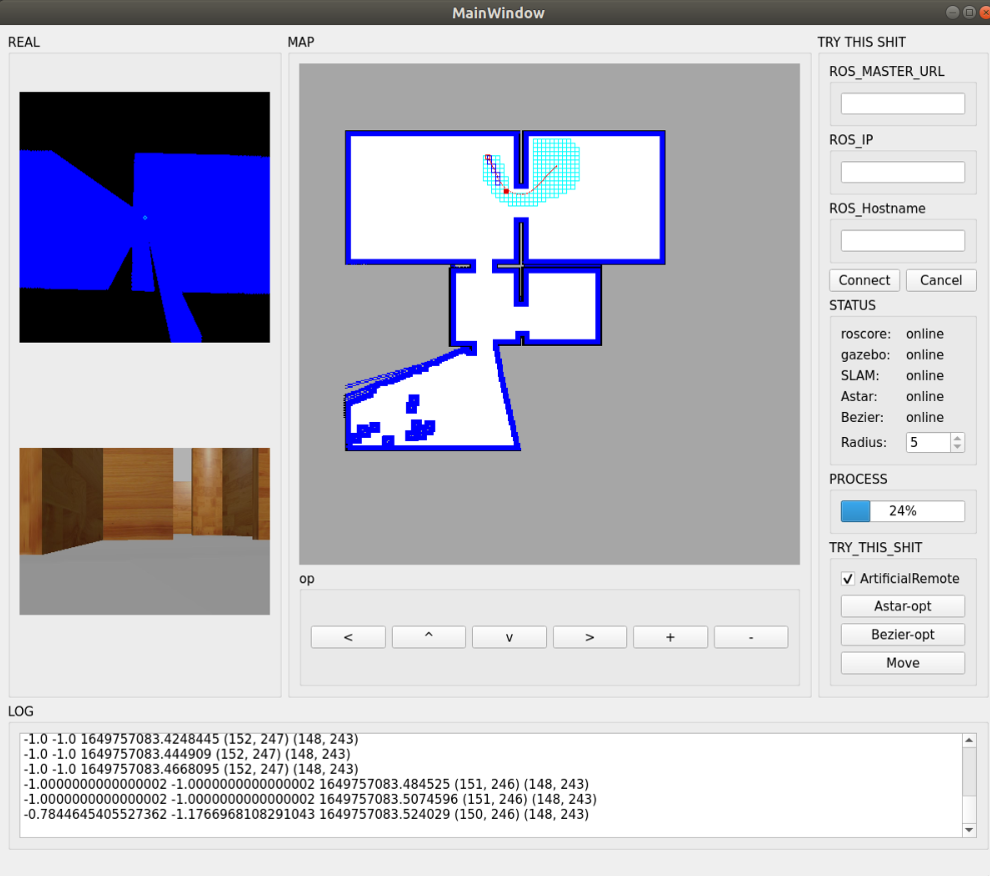 MainWindow
REAL
MAP
TRY THIS SHIT
ROS_MASTER_URL
ROS_IP
ROS_Hostname
Connect Cancel
STATUS
roscore: online
gazebo: online
SLAM: online
Astar: online
Bezier: online
Radius: 5
PROCESS
24%
TRY_THIS_SHIT
ArtificialRemote
Astar-opt
Bezier-opt
Move
op
< ^ v > + -
LOG
-1.0 -1.0 1649757083.4248445 (152, 247) (148, 243)
-1.0 -1.0 1649757083.444909 (152, 247) (148, 243)
-1.0 -1.0 1649757083.4668095 (152, 247) (148, 243)
-1.0000000000000002 -1.0000000000000002 1649757083.484525 (151, 246) (148, 243)
-1.0000000000000002 -1.0000000000000002 1649757083.5074596 (151, 246) (148, 243)
-0.7844645405527362 -1.1766968108291043 1649757083.524029 (150, 246) (148, 243)